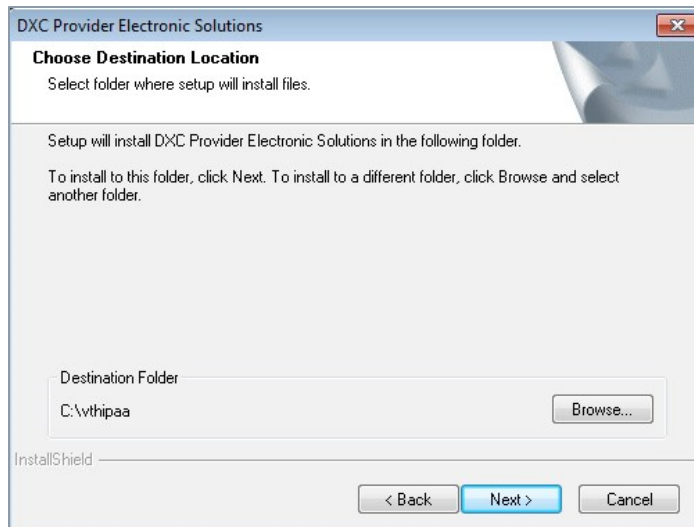 DXC Provider Electronic Solutions
Choose Destination Location
Select folder where setup will install files.
Setup will install DXC Provider Electronic Solutions in the following folder.
To install to this folder, click Next. To install to a different folder, click Browse and select
another folder.
Destination Folder
C:\vthipaa
Browse...
InstallShield
< Back
Next >
Cancel